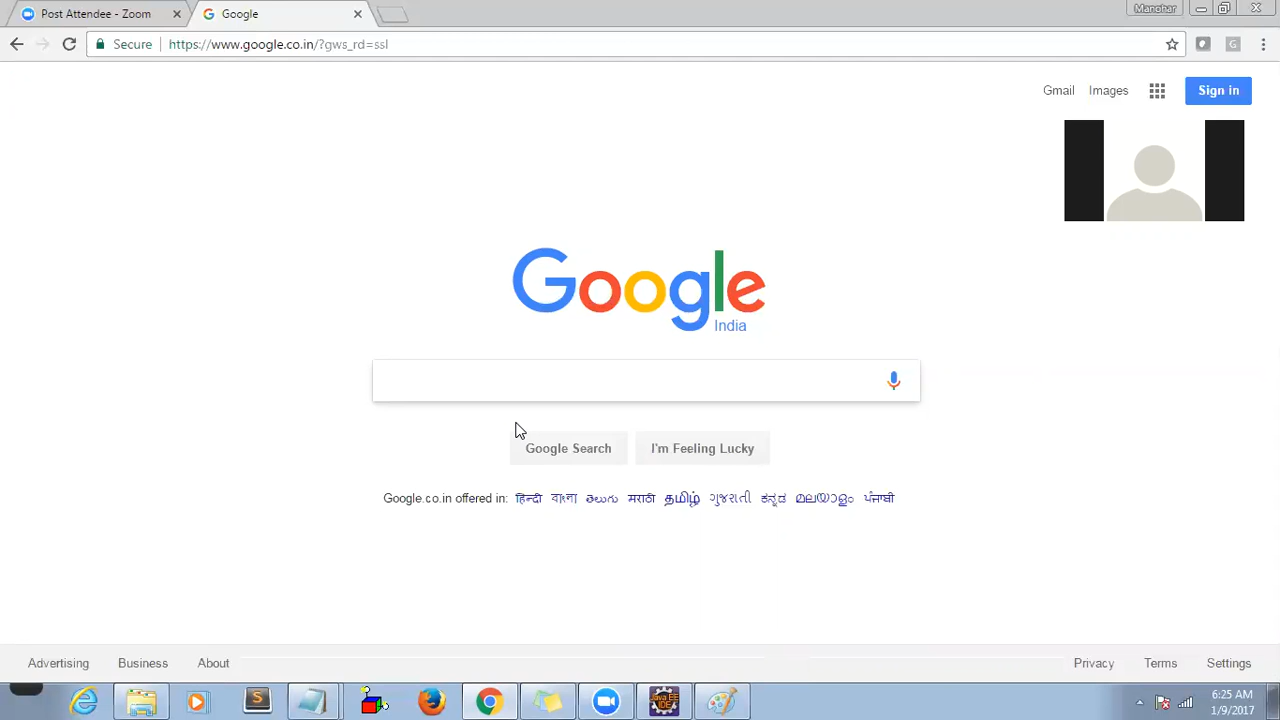 Post Attendee - Zoom
Google
Manohar
Secure
https://www.google.co.in/?gws_rd=ssl
Gmail
Images
Sign in
Google
India
Google Search
I'm Feeling Lucky
Google.co.in offered in: हिन्दी বাংলা తెలుగు मराठी தமிழ் ગુજરાતી ಕನ್ನಡ മലയാളം ਪੰਜਾਬੀ
Advertising
Business
About
Privacy
Terms
Settings
6:25 AM
1/9/2017